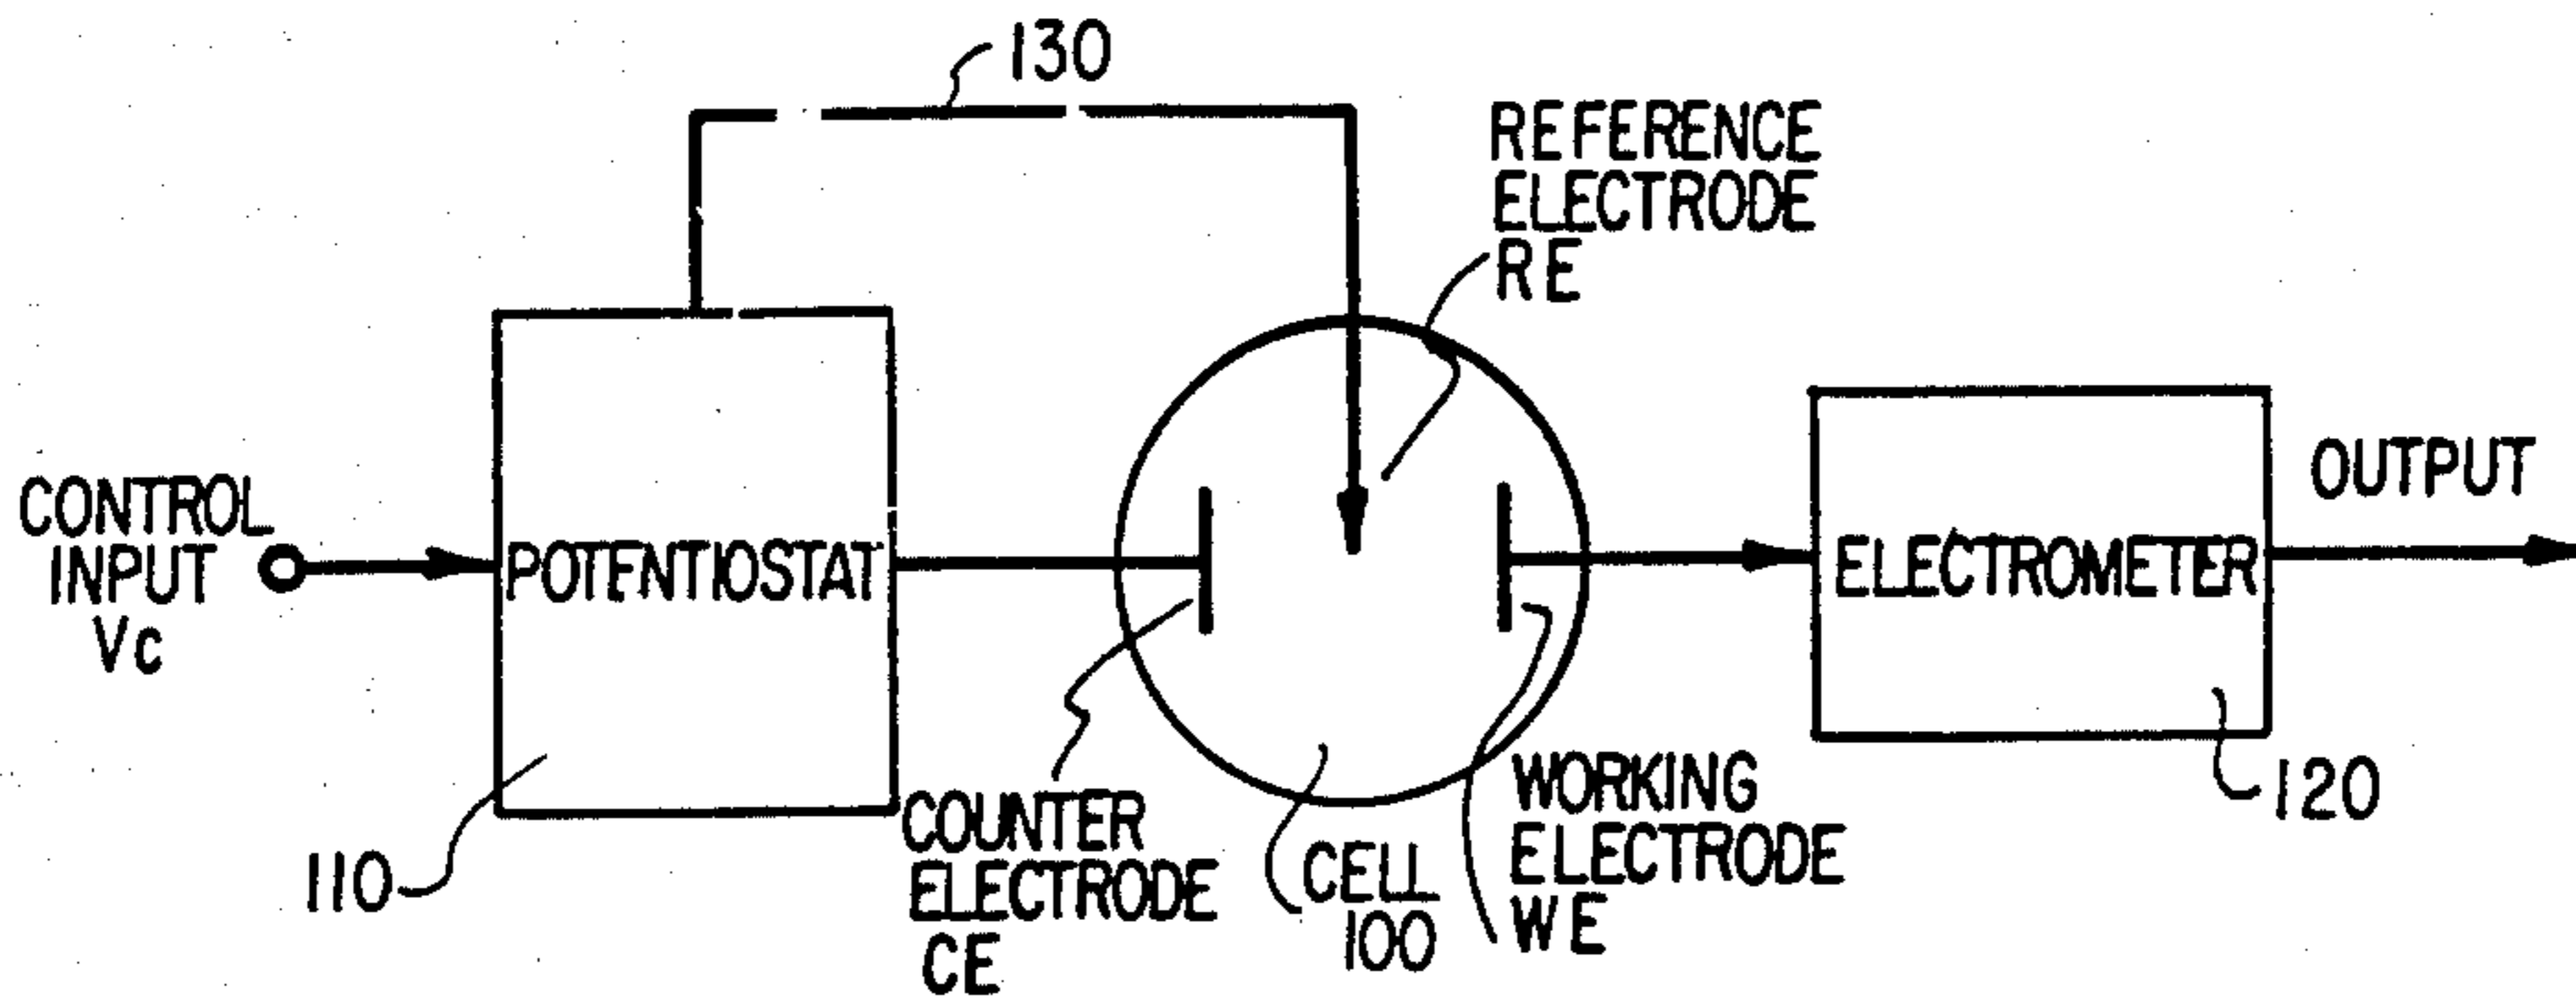 130
REFERENCE
ELECTRODE
RE
CONTROL
INPUT
Vc
POTENTIOSTAT
ELECTROMETER
OUTPUT
110
COUNTER
ELECTRODE
CE
CELL
100
WORKING
ELECTRODE
WE
120